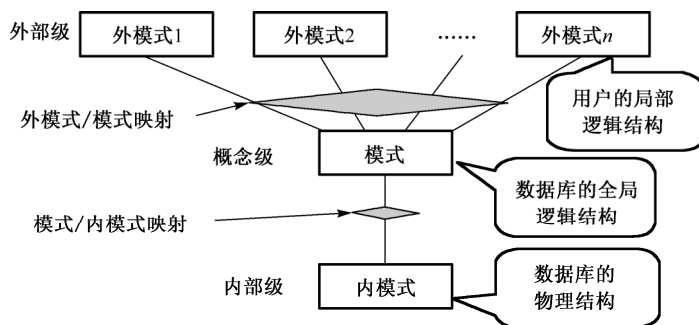 外部级
外模式1
外模式2
……
外模式n
用户的局部
逻辑结构
外模式/模式映射
概念级
模式
数据库的全局
逻辑结构
模式/内模式映射
数据库的
物理结构
内部级
内模式